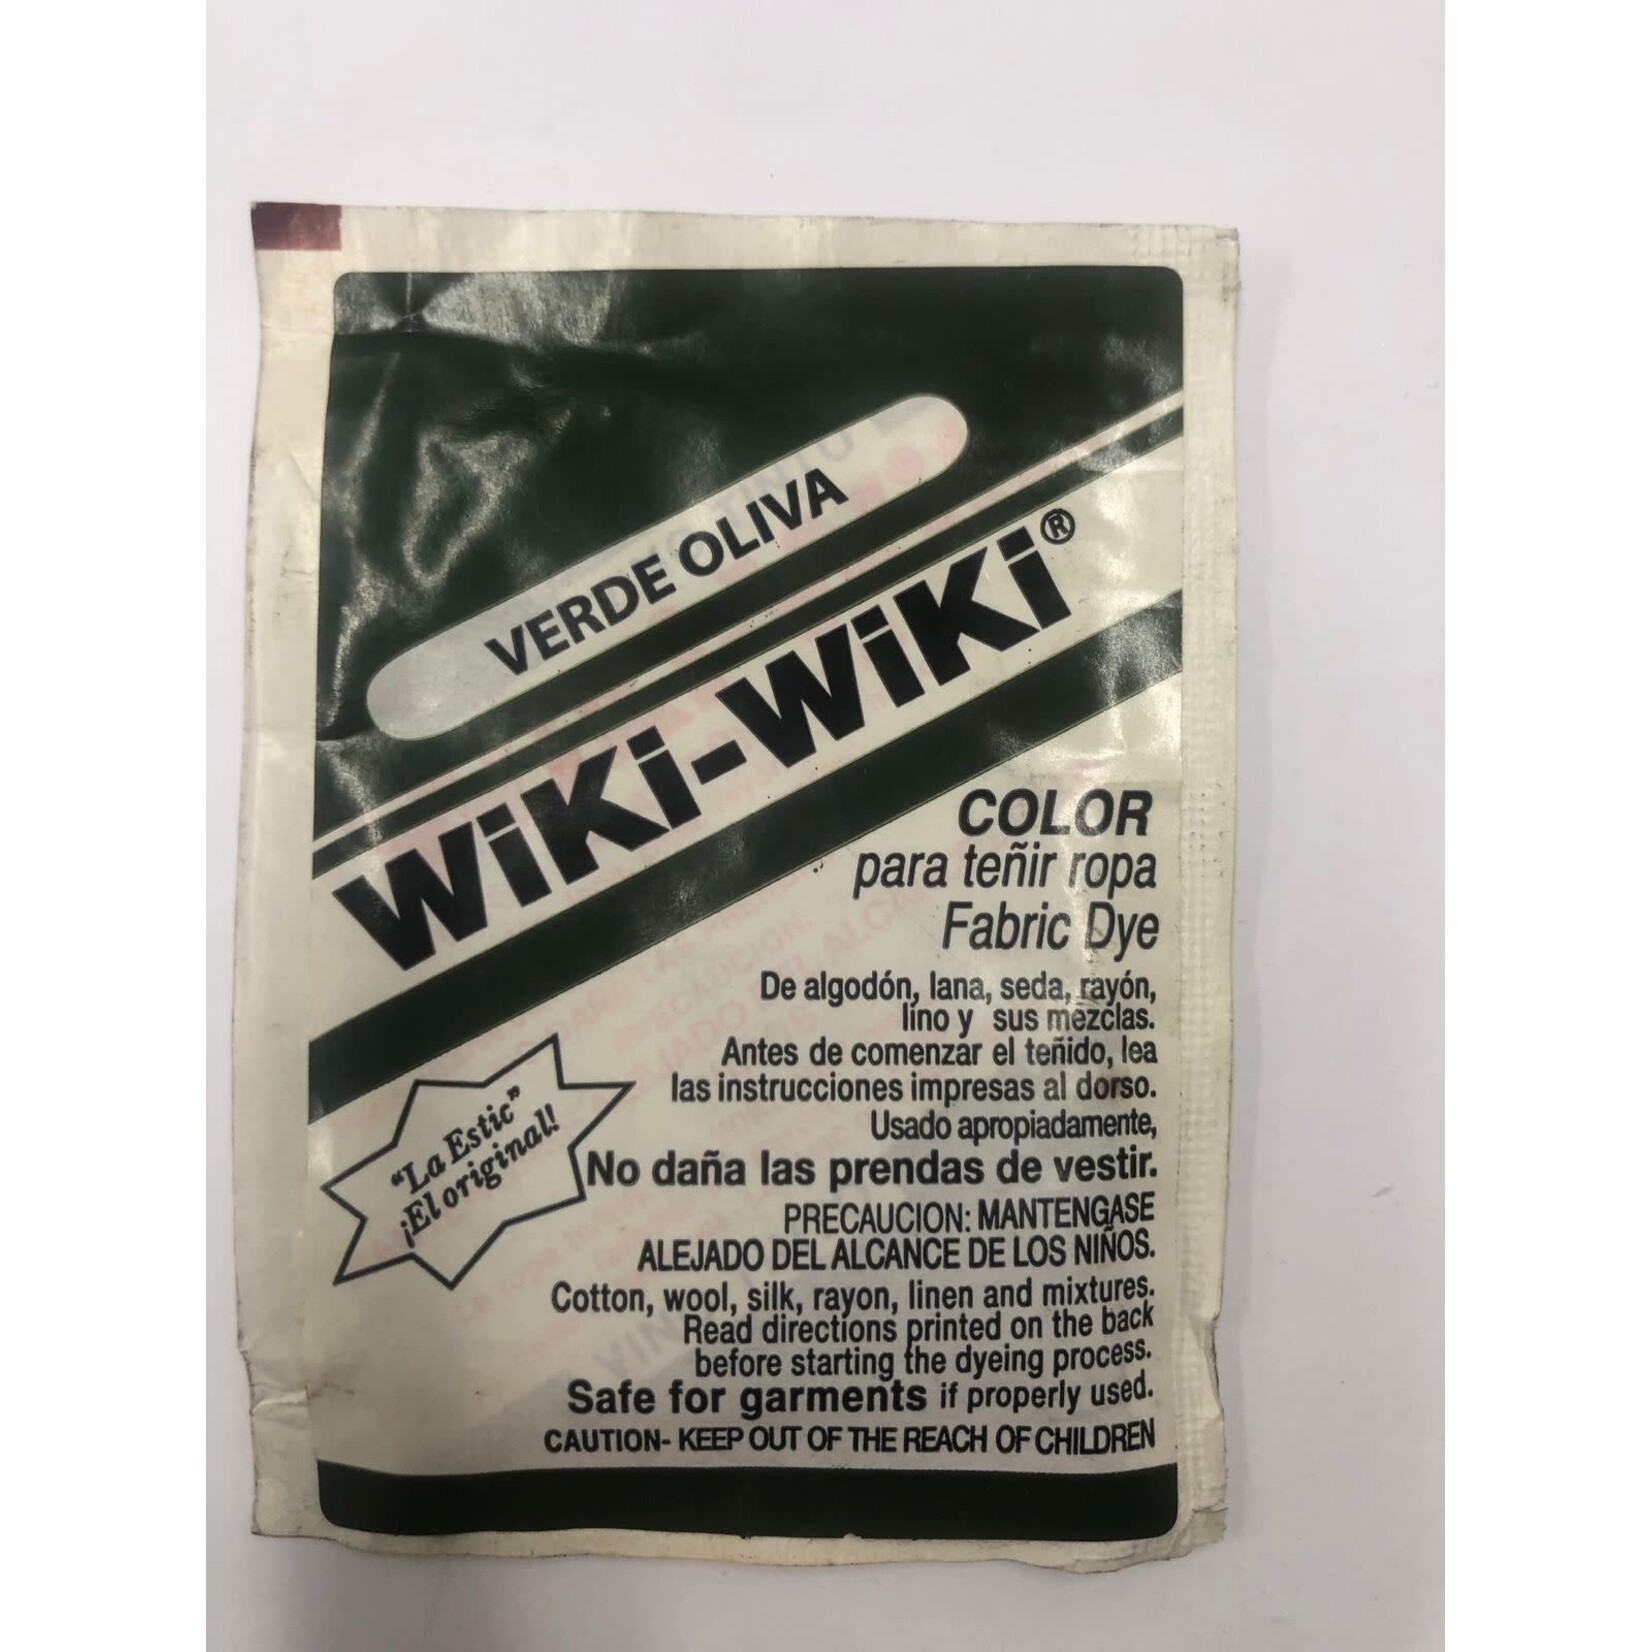 VERDE OLIVA
WiKi-WiKi®
COLOR
para teñir ropa
Fabric Dye
De algodón, lana, seda, rayón,
lino y sus mezclas.
Antes de comenzar el teñido, lea
las instrucciones impresas al dorso.
Usado apropiadamente,
No daña las prendas de vestir.
PRECAUCION: MANTENGASE
ALEJADO DEL ALCANCE DE LOS NIÑOS.
"La Estic"
¡El original!
Cotton, wool, silk, rayon, linen and mixtures.
Read directions printed on the back
before starting the dyeing process.
Safe for garments if properly used.
CAUTION- KEEP OUT OF THE REACH OF CHILDREN